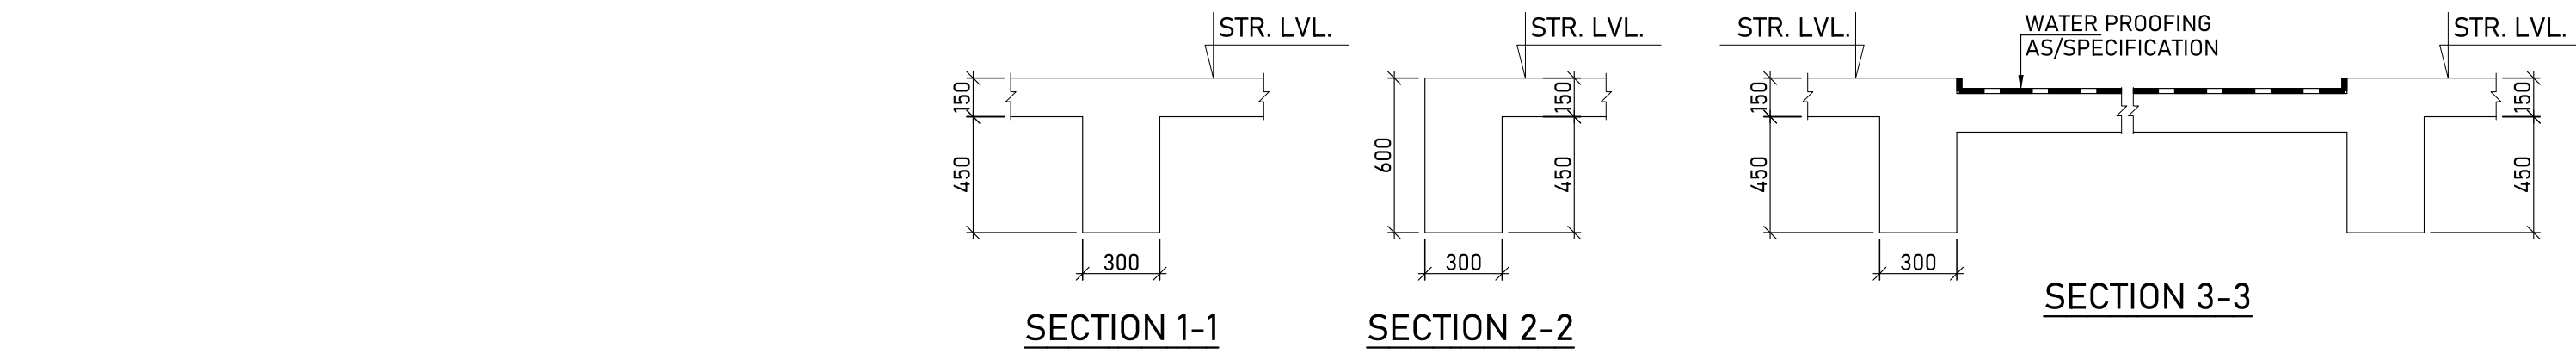 STR. LVL.
150
450
300
SECTION 1-1
STR. LVL.
600
150
450
300
SECTION 2-2
STR. LVL.
WATER PROOFING
AS/SPECIFICATION
STR. LVL.
150
450
300
150
450
SECTION 3-3